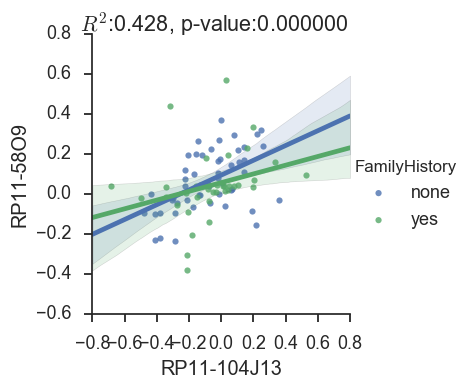 R²:0.428, p-value:0.000000
0.8
0.6
0.4
0.2
0.0
−0.2
−0.4
−0.6
RP11-58O9
FamilyHistory
none
yes
−0.8 −0.6 −0.4 −0.2 0.0 0.2 0.4 0.6 0.8
RP11-104J13